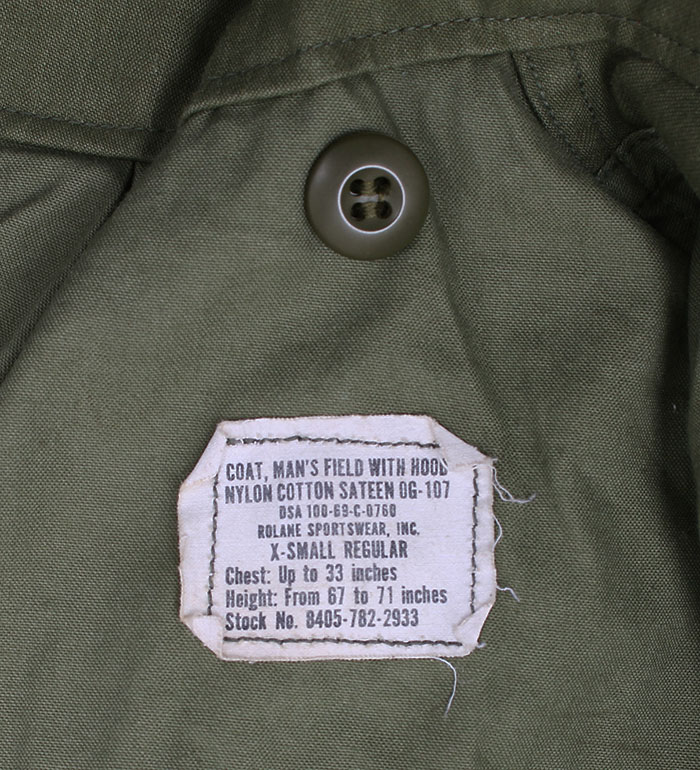 COAT, MAN'S FIELD WITH HOOD
NYLON COTTON SATEEN OG-107
DSA 100-69-C-0760
ROLANE SPORTSWEAR, INC.
X-SMALL REGULAR
Chest: Up to 33 inches
Height: From 67 to 71 inches
Stock No. 8405-782-2933